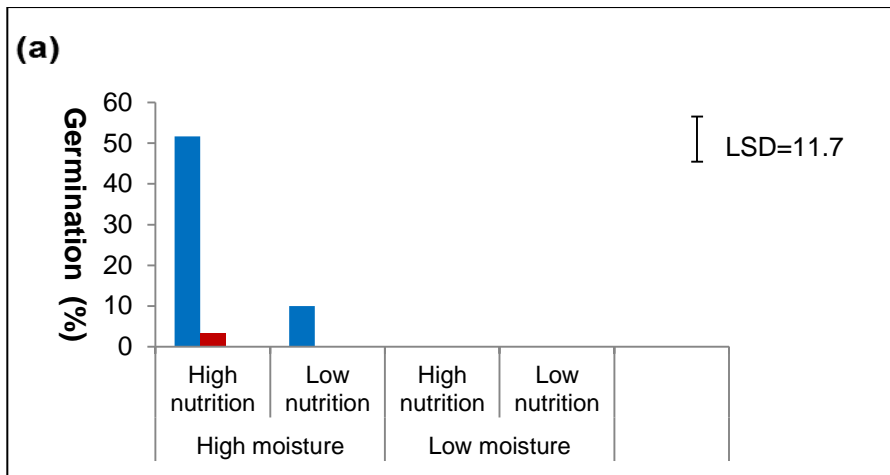 (a)
Germination (%)
60
50
40
30
20
10
0
LSD=11.7
High
nutrition
Low
nutrition
High
nutrition
Low
nutrition
High moisture
Low moisture